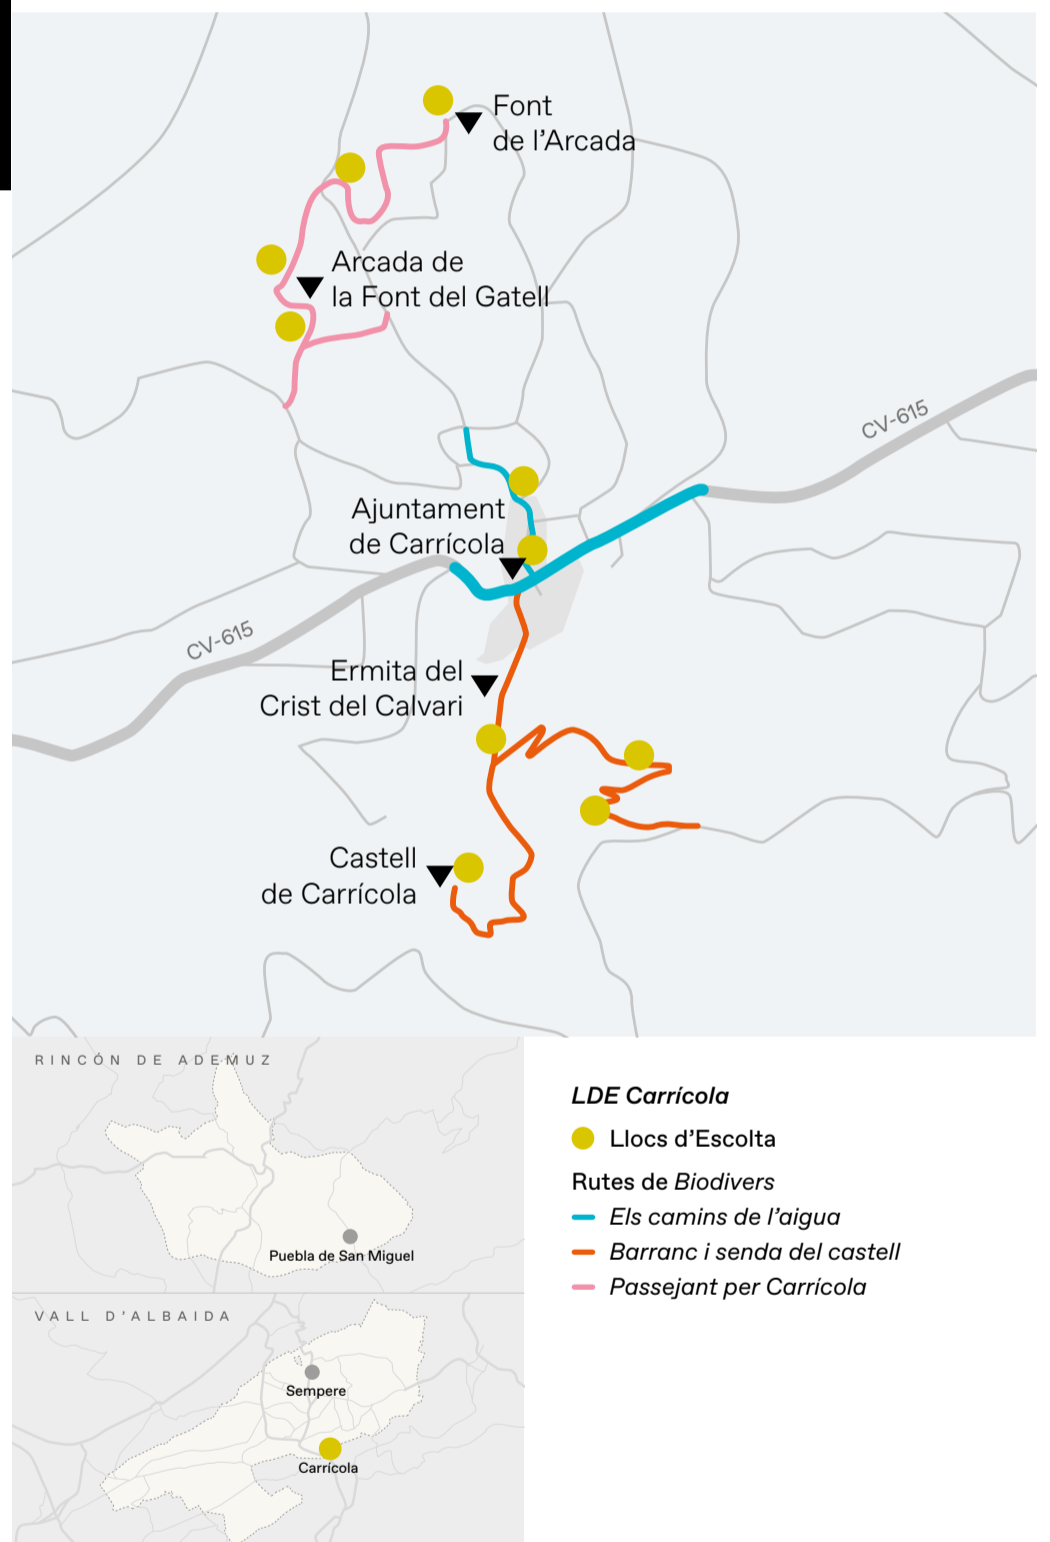 Font
de l’Arcada
Arcada de
la Font del Gatell
CV-615
Ajuntament
de Carrícola
CV-615
Ermita del
Crist del Calvari
Castell
de Carrícola
RINCÓN DE ADEMUZ
Puebla de San Miguel
VALL D’ALBAIDA
Sempere
Carrícola
LDE Carrícola
Llocs d’Escolta
Rutes de Biodivers
Els camins de l’aigua
Barranc i senda del castell
Passejant per Carrícola